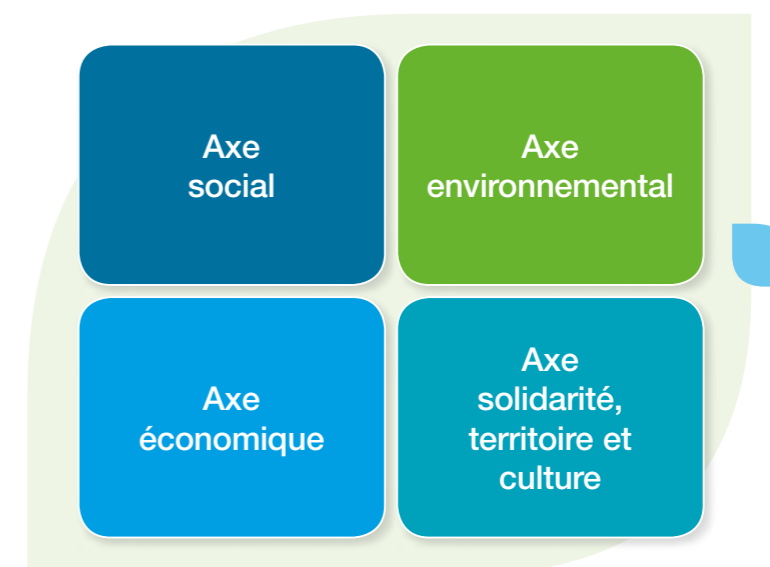 Axe
social
Axe
environnemental
Axe
économique
Axe
solidarité,
territoire et
culture